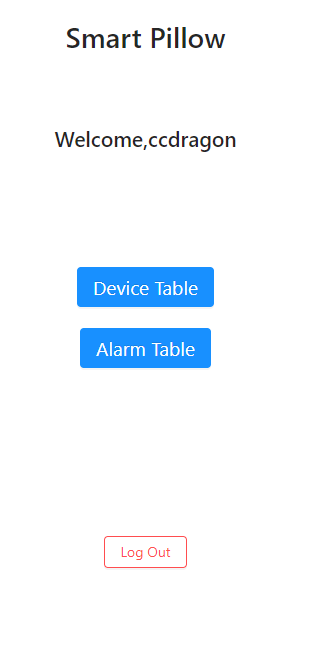 Smart Pillow
Welcome,ccdragon
Device Table
Alarm Table
Log Out